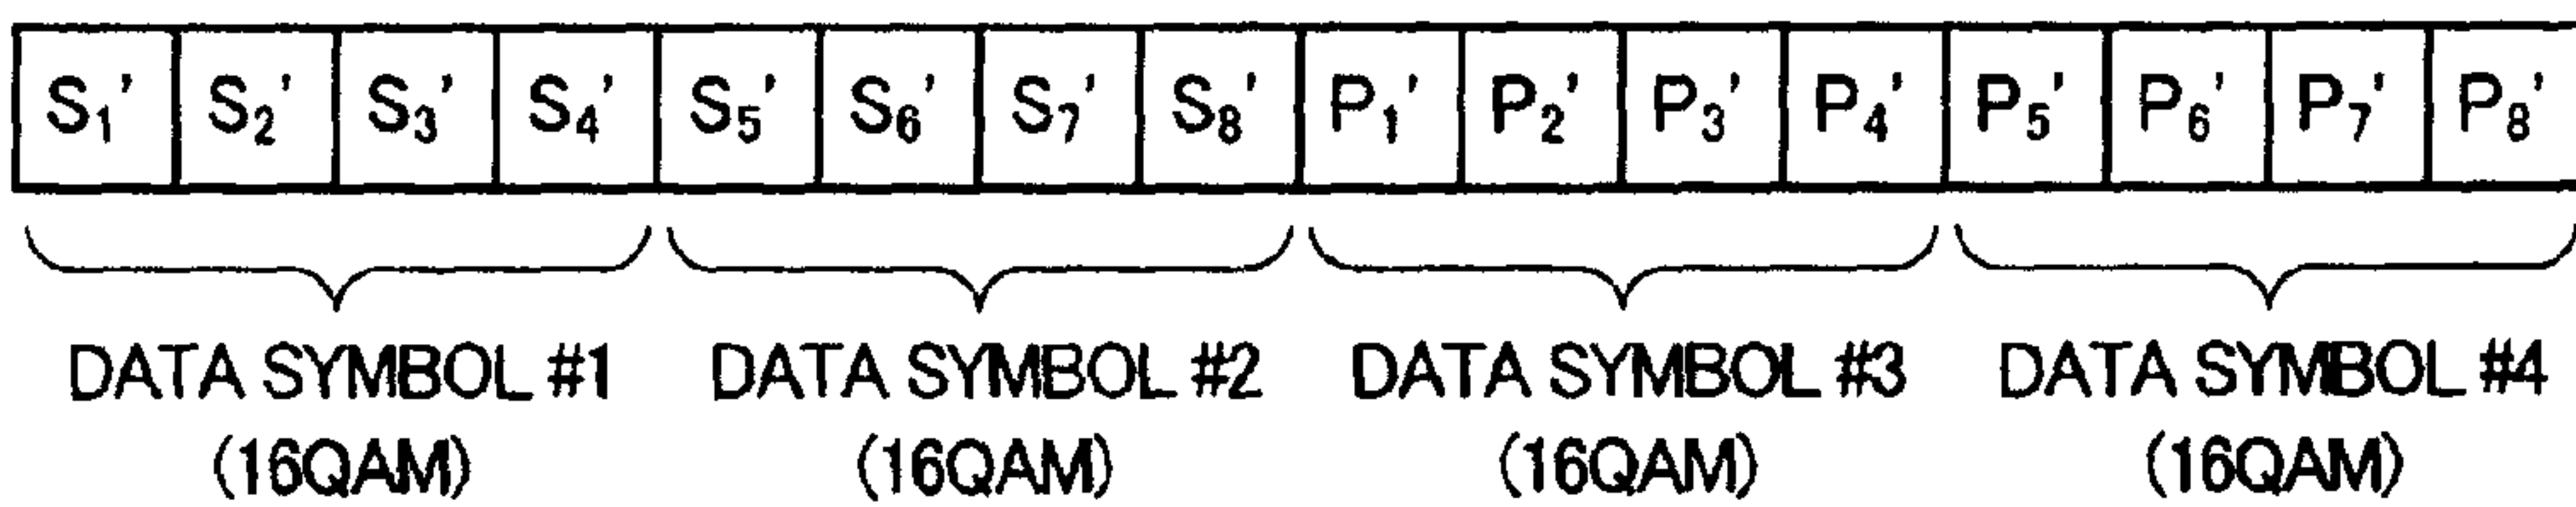 S₁' S₂' S₃' S₄' S₅' S₆' S₇' S₈' P₁' P₂' P₃' P₄' P₅' P₆' P₇' P₈'
DATA SYMBOL #1 DATA SYMBOL #2 DATA SYMBOL #3 DATA SYMBOL #4
(16QAM) (16QAM) (16QAM) (16QAM)